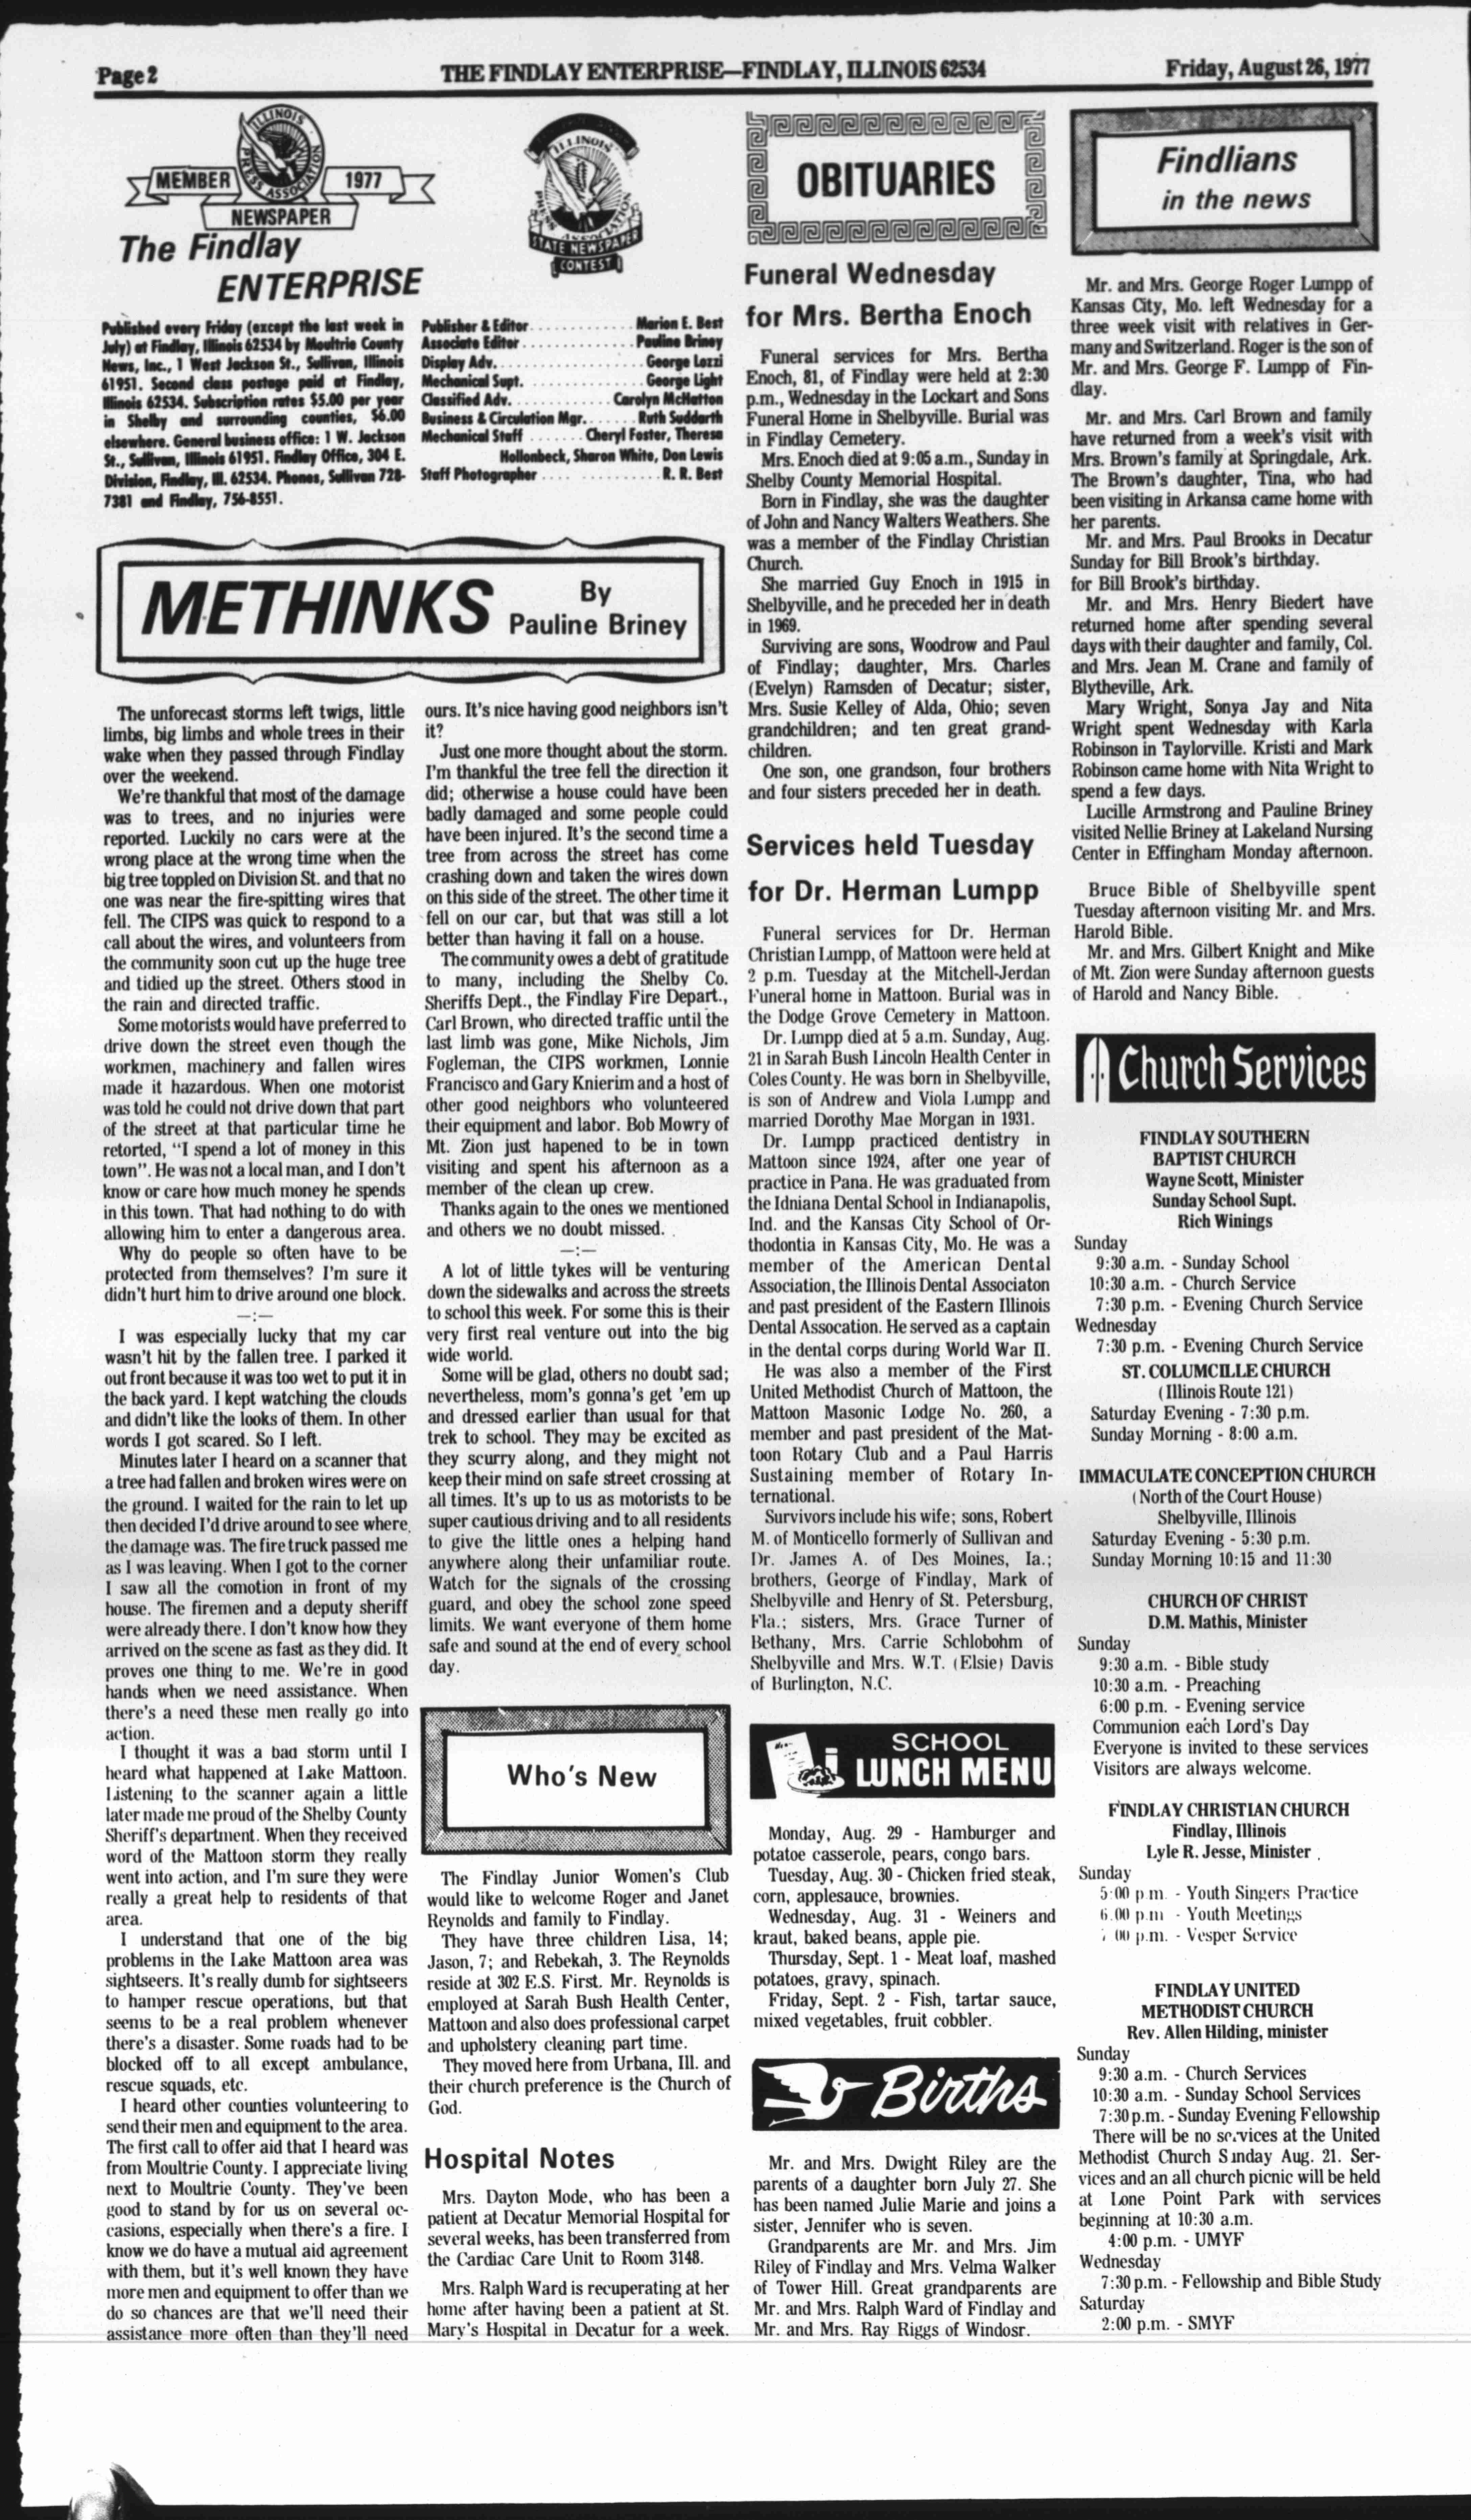 Page 2
THE FINDLAY ENTERPRISE—FINDLAY, ILLINOIS 62534
Friday, August 26, 1977
ILLINOIS
PRESS ASSOCIATION
MEMBER
1977
NEWSPAPER
The Findlay
ENTERPRISE
ILLINOIS
PRESS ASSOCIATION
STATE NEWSPAPER
CONTEST
Published every Friday (except the last week in
July) at Findlay, Illinois 62534 by Moultrie County
News, Inc., 1 West Jackson St., Sullivan, Illinois
61951. Second class postage paid at Findlay,
Illinois 62534. Subscription rates $5.00 per year
in Shelby and surrounding counties, $6.00
elsewhere. General business office: 1 W. Jackson
St., Sullivan, Illinois 61951. Findlay Office, 304 E.
Division, Findlay, Ill. 62534. Phones, Sullivan 728-
7381 and Findlay, 756-8551.
Publisher & Editor. . . . . . . . . . . . Marion E. Best
Associate Editor . . . . . . . . . . . . . Pauline Briney
Display Adv. . . . . . . . . . . . . . . . . . George Lozzi
Mechanical Supt. . . . . . . . . . . . . . George Light
Classified Adv. . . . . . . . . . . . . Carolyn McHatton
Business & Circulation Mgr. . . . . . . Ruth Suddarth
Mechanical Staff . . . . . . . Cheryl Foster, Theresa
Hollonbeck, Sharon White, Don Lewis
Staff Photographer . . . . . . . . . . . . . . . R. R. Best
METHINKS
By
Pauline Briney
The unforecast storms left twigs, little
limbs, big limbs and whole trees in their
wake when they passed through Findlay
over the weekend.
We're thankful that most of the damage
was to trees, and no injuries were
reported. Luckily no cars were at the
wrong place at the wrong time when the
big tree toppled on Division St. and that no
one was near the fire-spitting wires that
fell. The CIPS was quick to respond to a
call about the wires, and volunteers from
the community soon cut up the huge tree
and tidied up the street. Others stood in
the rain and directed traffic.
Some motorists would have preferred to
drive down the street even though the
workmen, machinery and fallen wires
made it hazardous. When one motorist
was told he could not drive down that part
of the street at that particular time he
retorted, "I spend a lot of money in this
town". He was not a local man, and I don't
know or care how much money he spends
in this town. That had nothing to do with
allowing him to enter a dangerous area.
Why do people so often have to be
protected from themselves? I'm sure it
didn't hurt him to drive around one block.
—:—
I was especially lucky that my car
wasn't hit by the fallen tree. I parked it
out front because it was too wet to put it in
the back yard. I kept watching the clouds
and didn't like the looks of them. In other
words I got scared. So I left.
Minutes later I heard on a scanner that
a tree had fallen and broken wires were on
the ground. I waited for the rain to let up
then decided I'd drive around to see where
the damage was. The fire truck passed me
as I was leaving. When I got to the corner
I saw all the comotion in front of my
house. The firemen and a deputy sheriff
were already there. I don't know how they
arrived on the scene as fast as they did. It
proves one thing to me. We're in good
hands when we need assistance. When
there's a need these men really go into
action.
I thought it was a bad storm until I
heard what happened at Lake Mattoon.
Listening to the scanner again a little
later made me proud of the Shelby County
Sheriff's department. When they received
word of the Mattoon storm they really
went into action, and I'm sure they were
really a great help to residents of that
area.
I understand that one of the big
problems in the Lake Mattoon area was
sightseers. It's really dumb for sightseers
to hamper rescue operations, but that
seems to be a real problem whenever
there's a disaster. Some roads had to be
blocked off to all except ambulance,
rescue squads, etc.
I heard other counties volunteering to
send their men and equipment to the area.
The first call to offer aid that I heard was
from Moultrie County. I appreciate living
next to Moultrie County. They've been
good to stand by for us on several oc-
casions, especially when there's a fire. I
know we do have a mutual aid agreement
with them, but it's well known they have
more men and equipment to offer than we
do so chances are that we'll need their
assistance more often than they'll need
ours. It's nice having good neighbors isn't
it?
Just one more thought about the storm.
I'm thankful the tree fell the direction it
did; otherwise a house could have been
badly damaged and some people could
have been injured. It's the second time a
tree from across the street has come
crashing down and taken the wires down
on this side of the street. The other time it
fell on our car, but that was still a lot
better than having it fall on a house.
The community owes a debt of gratitude
to many, including the Shelby Co.
Sheriffs Dept., the Findlay Fire Depart.,
Carl Brown, who directed traffic until the
last limb was gone, Mike Nichols, Jim
Fogleman, the CIPS workmen, Lonnie
Francisco and Gary Knierim and a host of
other good neighbors who volunteered
their equipment and labor. Bob Mowry of
Mt. Zion just hapened to be in town
visiting and spent his afternoon as a
member of the clean up crew.
Thanks again to the ones we mentioned
and others we no doubt missed.
—:—
A lot of little tykes will be venturing
down the sidewalks and across the streets
to school this week. For some this is their
very first real venture out into the big
wide world.
Some will be glad, others no doubt sad;
nevertheless, mom's gonna's get 'em up
and dressed earlier than usual for that
trek to school. They may be excited as
they scurry along, and they might not
keep their mind on safe street crossing at
all times. It's up to us as motorists to be
super cautious driving and to all residents
to give the little ones a helping hand
anywhere along their unfamiliar route.
Watch for the signals of the crossing
guard, and obey the school zone speed
limits. We want everyone of them home
safe and sound at the end of every school
day.
Who's New
The Findlay Junior Women's Club
would like to welcome Roger and Janet
Reynolds and family to Findlay.
They have three children Lisa, 14;
Jason, 7; and Rebekah, 3. The Reynolds
reside at 302 E.S. First. Mr. Reynolds is
employed at Sarah Bush Health Center,
Mattoon and also does professional carpet
and upholstery cleaning part time.
They moved here from Urbana, Ill. and
their church preference is the Church of
God.
Hospital Notes
Mrs. Dayton Mode, who has been a
patient at Decatur Memorial Hospital for
several weeks, has been transferred from
the Cardiac Care Unit to Room 3148.
Mrs. Ralph Ward is recuperating at her
home after having been a patient at St.
Mary's Hospital in Decatur for a week.
OBITUARIES
Funeral Wednesday
for Mrs. Bertha Enoch
Funeral services for Mrs. Bertha
Enoch, 81, of Findlay were held at 2:30
p.m., Wednesday in the Lockart and Sons
Funeral Home in Shelbyville. Burial was
in Findlay Cemetery.
Mrs. Enoch died at 9:05 a.m., Sunday in
Shelby County Memorial Hospital.
Born in Findlay, she was the daughter
of John and Nancy Walters Weathers. She
was a member of the Findlay Christian
Church.
She married Guy Enoch in 1915 in
Shelbyville, and he preceded her in death
in 1969.
Surviving are sons, Woodrow and Paul
of Findlay; daughter, Mrs. Charles
(Evelyn) Ramsden of Decatur; sister,
Mrs. Susie Kelley of Alda, Ohio; seven
grandchildren; and ten great grand-
children.
One son, one grandson, four brothers
and four sisters preceded her in death.
Services held Tuesday
for Dr. Herman Lumpp
Funeral services for Dr. Herman
Christian Lumpp, of Mattoon were held at
2 p.m. Tuesday at the Mitchell-Jerdan
Funeral home in Mattoon. Burial was in
the Dodge Grove Cemetery in Mattoon.
Dr. Lumpp died at 5 a.m. Sunday, Aug.
21 in Sarah Bush Lincoln Health Center in
Coles County. He was born in Shelbyville,
is son of Andrew and Viola Lumpp and
married Dorothy Mae Morgan in 1931.
Dr. Lumpp practiced dentistry in
Mattoon since 1924, after one year of
practice in Pana. He was graduated from
the Idniana Dental School in Indianapolis,
Ind. and the Kansas City School of Or-
thodontia in Kansas City, Mo. He was a
member of the American Dental
Association, the Illinois Dental Associaton
and past president of the Eastern Illinois
Dental Assocation. He served as a captain
in the dental corps during World War II.
He was also a member of the First
United Methodist Church of Mattoon, the
Mattoon Masonic Lodge No. 260, a
member and past president of the Mat-
toon Rotary Club and a Paul Harris
Sustaining member of Rotary In-
ternational.
Survivors include his wife; sons, Robert
M. of Monticello formerly of Sullivan and
Dr. James A. of Des Moines, Ia.;
brothers, George of Findlay, Mark of
Shelbyville and Henry of St. Petersburg,
Fla.; sisters, Mrs. Grace Turner of
Bethany, Mrs. Carrie Schlobohm of
Shelbyville and Mrs. W.T. (Elsie) Davis
of Burlington, N.C.
SCHOOL
LUNCH MENU
Monday, Aug. 29 - Hamburger and
potatoe casserole, pears, congo bars.
Tuesday, Aug. 30 - Chicken fried steak,
corn, applesauce, brownies.
Wednesday, Aug. 31 - Weiners and
kraut, baked beans, apple pie.
Thursday, Sept. 1 - Meat loaf, mashed
potatoes, gravy, spinach.
Friday, Sept. 2 - Fish, tartar sauce,
mixed vegetables, fruit cobbler.
Births
Mr. and Mrs. Dwight Riley are the
parents of a daughter born July 27. She
has been named Julie Marie and joins a
sister, Jennifer who is seven.
Grandparents are Mr. and Mrs. Jim
Riley of Findlay and Mrs. Velma Walker
of Tower Hill. Great grandparents are
Mr. and Mrs. Ralph Ward of Findlay and
Mr. and Mrs. Ray Riggs of Windosr.
Findlians
in the news
Mr. and Mrs. George Roger Lumpp of
Kansas City, Mo. left Wednesday for a
three week visit with relatives in Ger-
many and Switzerland. Roger is the son of
Mr. and Mrs. George F. Lumpp of Fin-
dlay.
Mr. and Mrs. Carl Brown and family
have returned from a week's visit with
Mrs. Brown's family at Springdale, Ark.
The Brown's daughter, Tina, who had
been visiting in Arkansa came home with
her parents.
Mr. and Mrs. Paul Brooks in Decatur
Sunday for Bill Brook's birthday.
for Bill Brook's birthday.
Mr. and Mrs. Henry Biedert have
returned home after spending several
days with their daughter and family, Col.
and Mrs. Jean M. Crane and family of
Blytheville, Ark.
Mary Wright, Sonya Jay and Nita
Wright spent Wednesday with Karla
Robinson in Taylorville. Kristi and Mark
Robinson came home with Nita Wright to
spend a few days.
Lucille Armstrong and Pauline Briney
visited Nellie Briney at Lakeland Nursing
Center in Effingham Monday afternoon.
Bruce Bible of Shelbyville spent
Tuesday afternoon visiting Mr. and Mrs.
Harold Bible.
Mr. and Mrs. Gilbert Knight and Mike
of Mt. Zion were Sunday afternoon guests
of Harold and Nancy Bible.
Church Services
FINDLAY SOUTHERN
BAPTIST CHURCH
Wayne Scott, Minister
Sunday School Supt.
Rich Winings
Sunday
9:30 a.m. - Sunday School
10:30 a.m. - Church Service
7:30 p.m. - Evening Church Service
Wednesday
7:30 p.m. - Evening Church Service
ST. COLUMCILLE CHURCH
(Illinois Route 121)
Saturday Evening - 7:30 p.m.
Sunday Morning - 8:00 a.m.
IMMACULATE CONCEPTION CHURCH
(North of the Court House)
Shelbyville, Illinois
Saturday Evening - 5:30 p.m.
Sunday Morning 10:15 and 11:30
CHURCH OF CHRIST
D.M. Mathis, Minister
Sunday
9:30 a.m. - Bible study
10:30 a.m. - Preaching
6:00 p.m. - Evening service
Communion each Lord's Day
Everyone is invited to these services
Visitors are always welcome.
FINDLAY CHRISTIAN CHURCH
Findlay, Illinois
Lyle R. Jesse, Minister
Sunday
5:00 p.m. - Youth Singers Practice
6:00 p.m - Youth Meetings
00 p.m. - Vesper Service
FINDLAY UNITED
METHODIST CHURCH
Rev. Allen Hilding, minister
Sunday
9:30 a.m. - Church Services
10:30 a.m. - Sunday School Services
7:30 p.m. - Sunday Evening Fellowship
There will be no services at the United
Methodist Church Sunday Aug. 21. Ser-
vices and an all church picnic will be held
at Lone Point Park with services
beginning at 10:30 a.m.
4:00 p.m. - UMYF
Wednesday
7:30 p.m. - Fellowship and Bible Study
Saturday
2:00 p.m. - SMYF